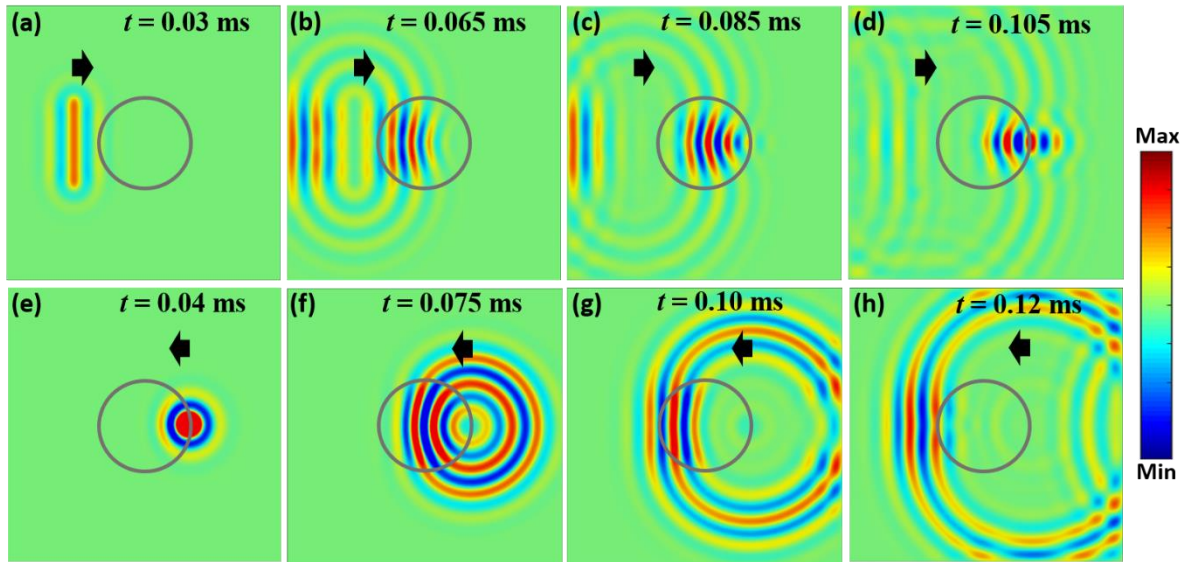 (a) t = 0.03 ms
(b) t = 0.065 ms
(c) t = 0.085 ms
(d) t = 0.105 ms
Max
(e) t = 0.04 ms
(f) t = 0.075 ms
(g) t = 0.10 ms
(h) t = 0.12 ms
Min